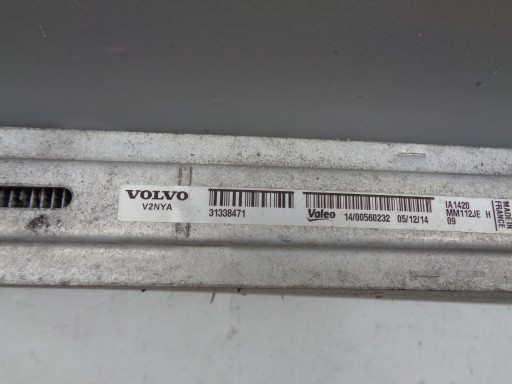 VOLVO
V2NYA
31338471
Valeo 14/00560232 05/12/14
IA1420
MM112JE H
09
MADE IN
FRANCE